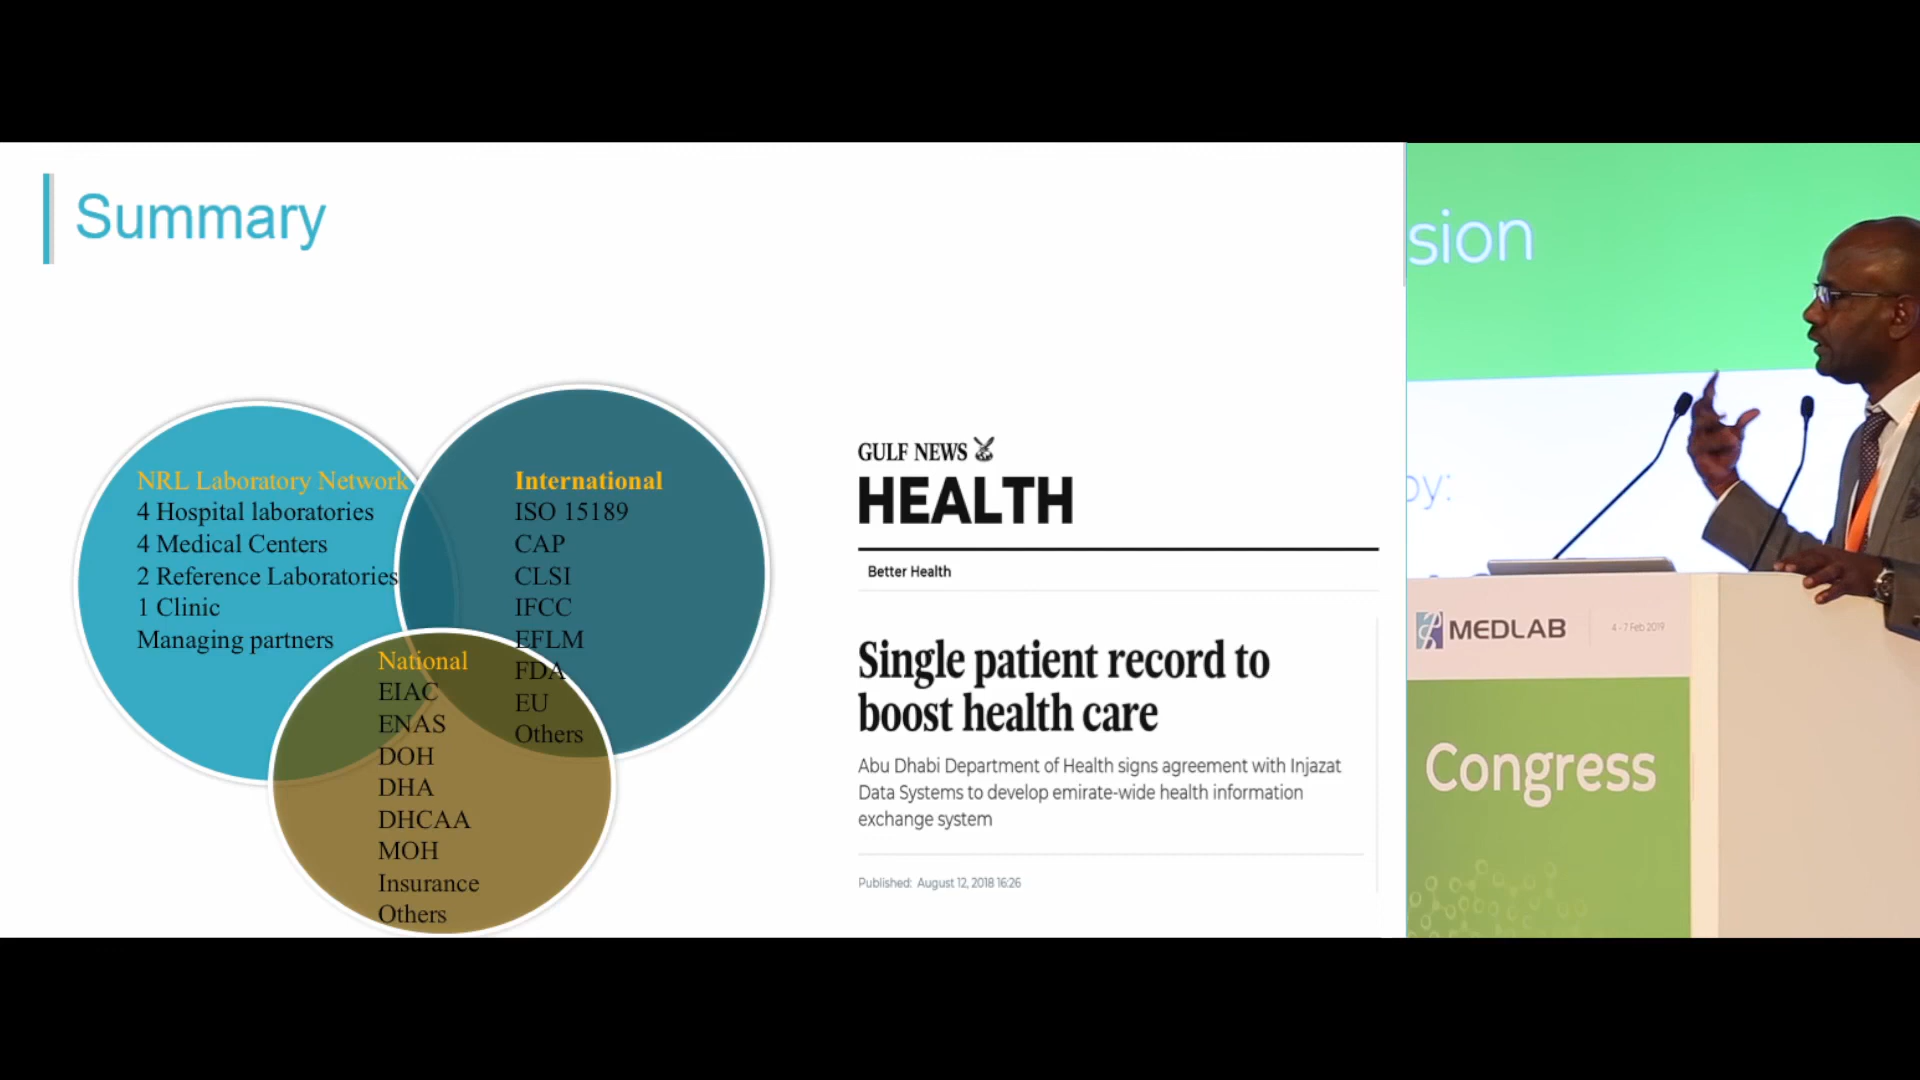 Summary
NRL Laboratory Network
4 Hospital laboratories
4 Medical Centers
2 Reference Laboratories
1 Clinic
Managing partners
International
ISO 15189
CAP
CLSI
IFCC
EFLM
FDA
EU
Others
National
EIAC
ENAS
DOH
DHA
DHCAA
MOH
Insurance
Others
GULF NEWS
HEALTH
Better Health
Single patient record to
boost health care
Abu Dhabi Department of Health signs agreement with Injazat
Data Systems to develop emirate-wide health information
exchange system
Published: August 12, 2018 16:26
sion
by:
MEDLAB
4 - 7 Feb 2019
Congress